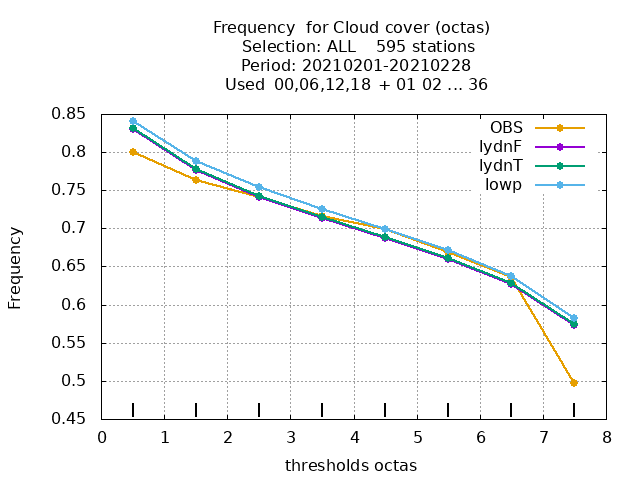 Frequency  for Cloud cover (octas)
Selection: ALL    595 stations
Period: 20210201-20210228
Used  00,06,12,18  + 01 02 ... 36
0.85
0.8
0.75
0.7
0.65
0.6
0.55
0.5
0.45
Frequency
OBS
lydnF
lydnT
lowp
0 1 2 3 4 5 6 7 8
thresholds octas